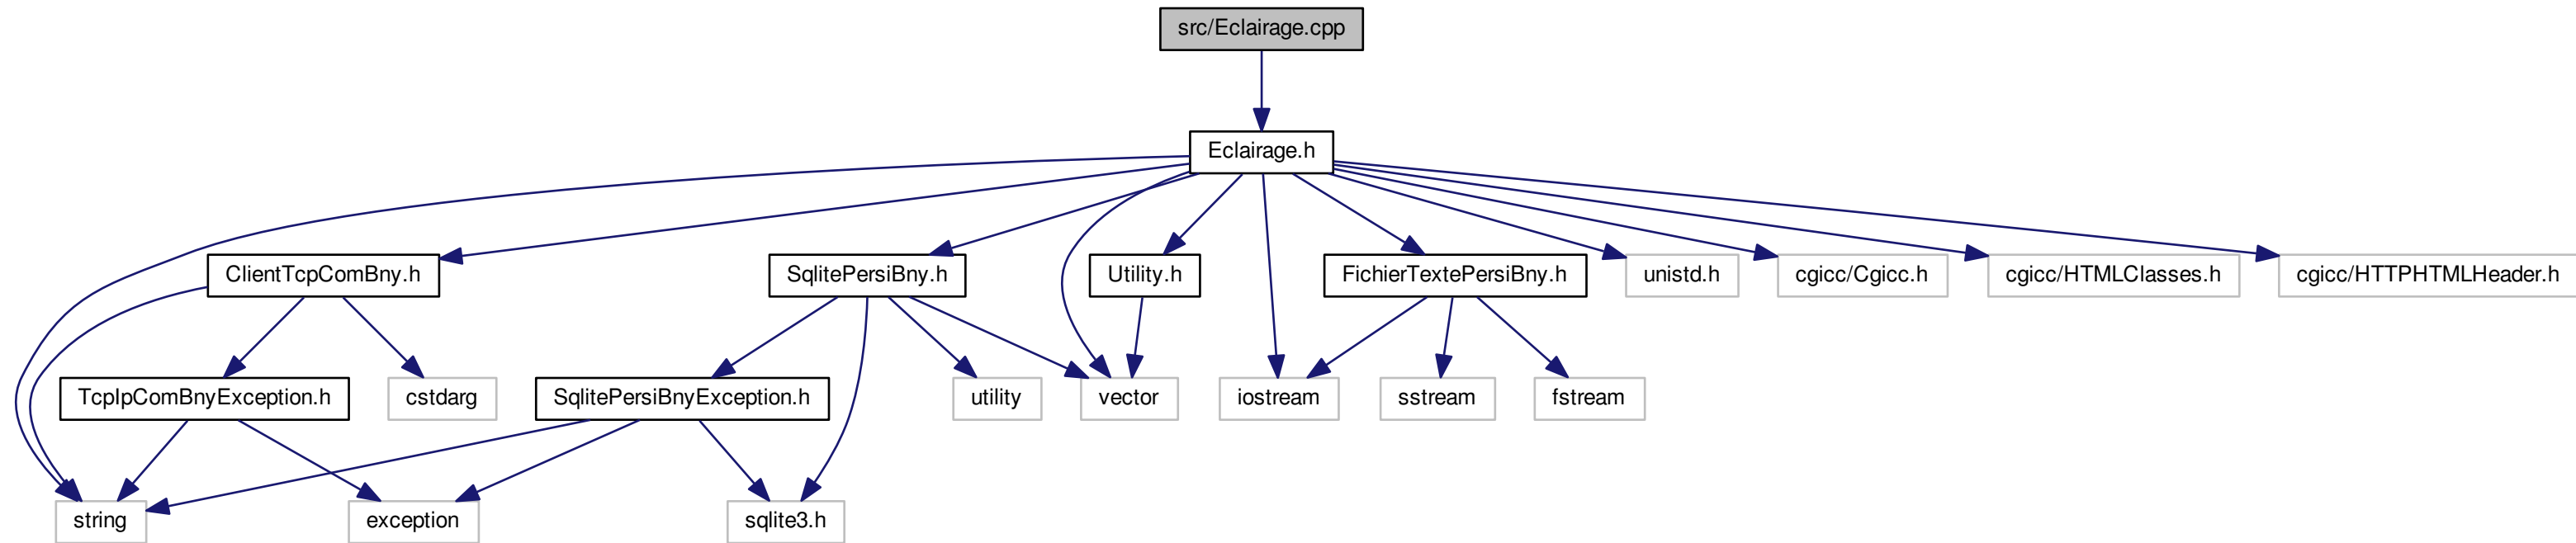 src/Eclairage.cpp
Eclairage.h
ClientTcpComBny.h
SqlitePersiBny.h
Utility.h
FichierTextePersiBny.h
unistd.h
cgicc/Cgicc.h
cgicc/HTMLClasses.h
cgicc/HTTPHTMLHeader.h
TcpIpComBnyException.h
cstdarg
SqlitePersiBnyException.h
utility
vector
iostream
sstream
fstream
string
exception
sqlite3.h